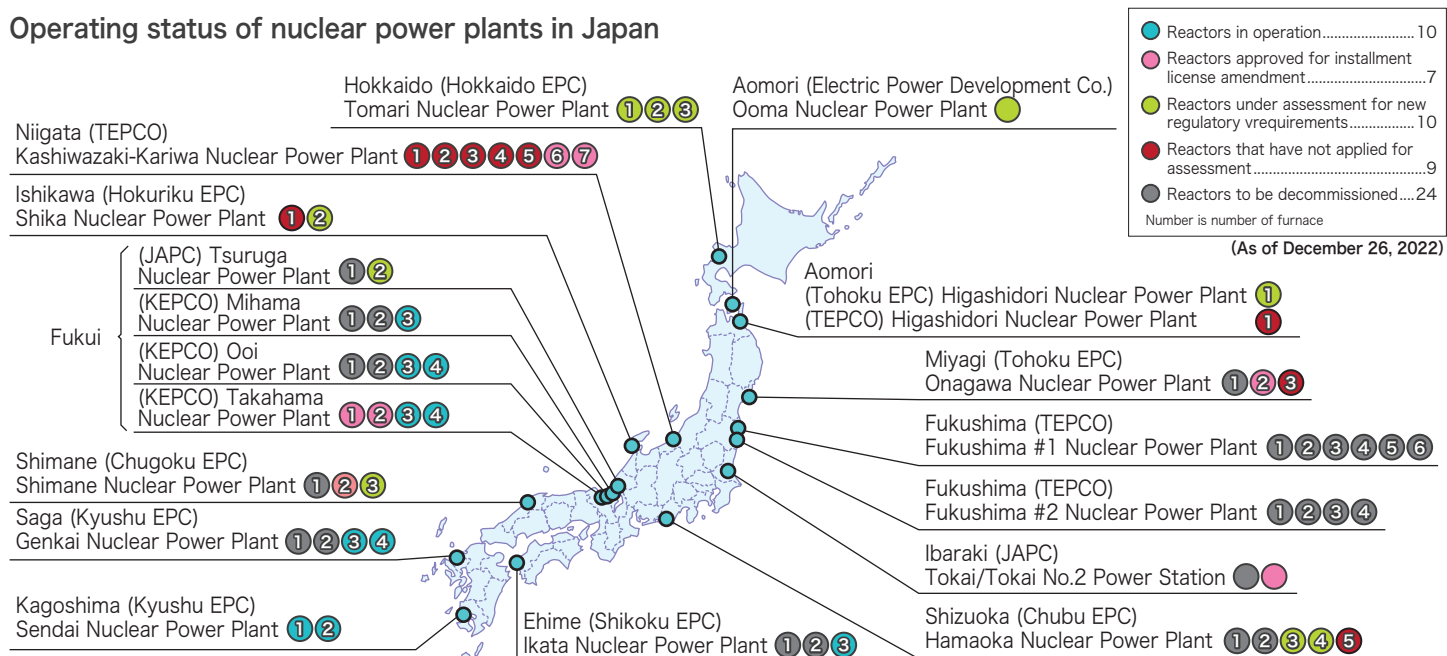 Operating status of nuclear power plants in Japan
Reactors in operation........................10
Reactors approved for installment
license amendment..............................7
Reactors under assessment for new
regulatory vrequirements.................10
Reactors that have not applied for
assessment............................................9
Reactors to be decommissioned....24
Number is number of furnace
(As of December 26, 2022)
Hokkaido (Hokkaido EPC)
Tomari Nuclear Power Plant 1 2 3
Aomori (Electric Power Development Co.)
Ooma Nuclear Power Plant
Niigata (TEPCO)
Kashiwazaki-Kariwa Nuclear Power Plant 1 2 3 4 5 6 7
Ishikawa (Hokuriku EPC)
Shika Nuclear Power Plant 1 2
Fukui
(JAPC) Tsuruga
Nuclear Power Plant 1 2
(KEPCO) Mihama
Nuclear Power Plant 1 2 3
(KEPCO) Ooi
Nuclear Power Plant 1 2 3 4
(KEPCO) Takahama
Nuclear Power Plant 1 2 3 4
Shimane (Chugoku EPC)
Shimane Nuclear Power Plant 1 2 3
Saga (Kyushu EPC)
Genkai Nuclear Power Plant 1 2 3 4
Kagoshima (Kyushu EPC)
Sendai Nuclear Power Plant 1 2
Ehime (Shikoku EPC)
Ikata Nuclear Power Plant 1 2 3
Aomori
(Tohoku EPC) Higashidori Nuclear Power Plant 1
(TEPCO) Higashidori Nuclear Power Plant 1
Miyagi (Tohoku EPC)
Onagawa Nuclear Power Plant 1 2 3
Fukushima (TEPCO)
Fukushima #1 Nuclear Power Plant 1 2 3 4 5 6
Fukushima (TEPCO)
Fukushima #2 Nuclear Power Plant 1 2 3 4
Ibaraki (JAPC)
Tokai/Tokai No.2 Power Station
Shizuoka (Chubu EPC)
Hamaoka Nuclear Power Plant 1 2 3 4 5